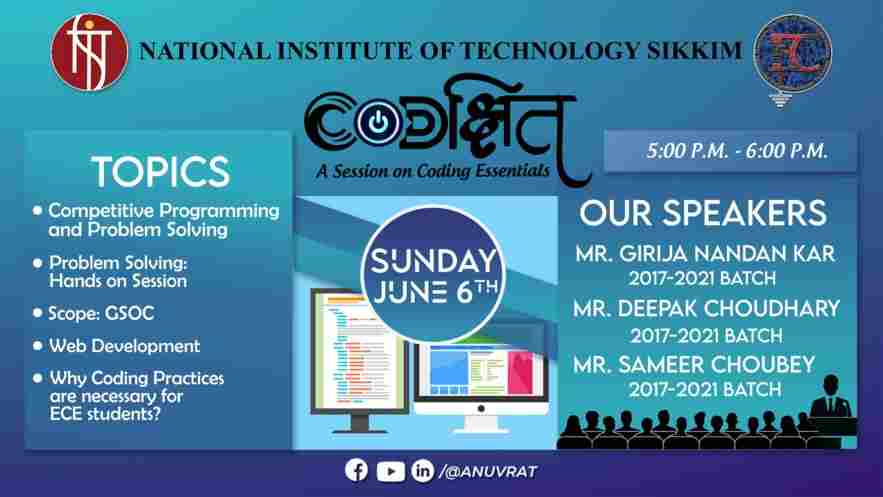 NATIONAL INSTITUTE OF TECHNOLOGY SIKKIM
CODक्षित
A Session on Coding Essentials
5:00 P.M. - 6:00 P.M.
TOPICS
• Competitive Programming
and Problem Solving
• Problem Solving:
Hands on Session
• Scope: GSOC
• Web Development
• Why Coding Practices
are necessary for
ECE students?
SUNDAY
JUNE 6TH
OUR SPEAKERS
MR. GIRIJA NANDAN KAR
2017-2021 BATCH
MR. DEEPAK CHOUDHARY
2017-2021 BATCH
MR. SAMEER CHOUBEY
2017-2021 BATCH
/@ANUVRAT